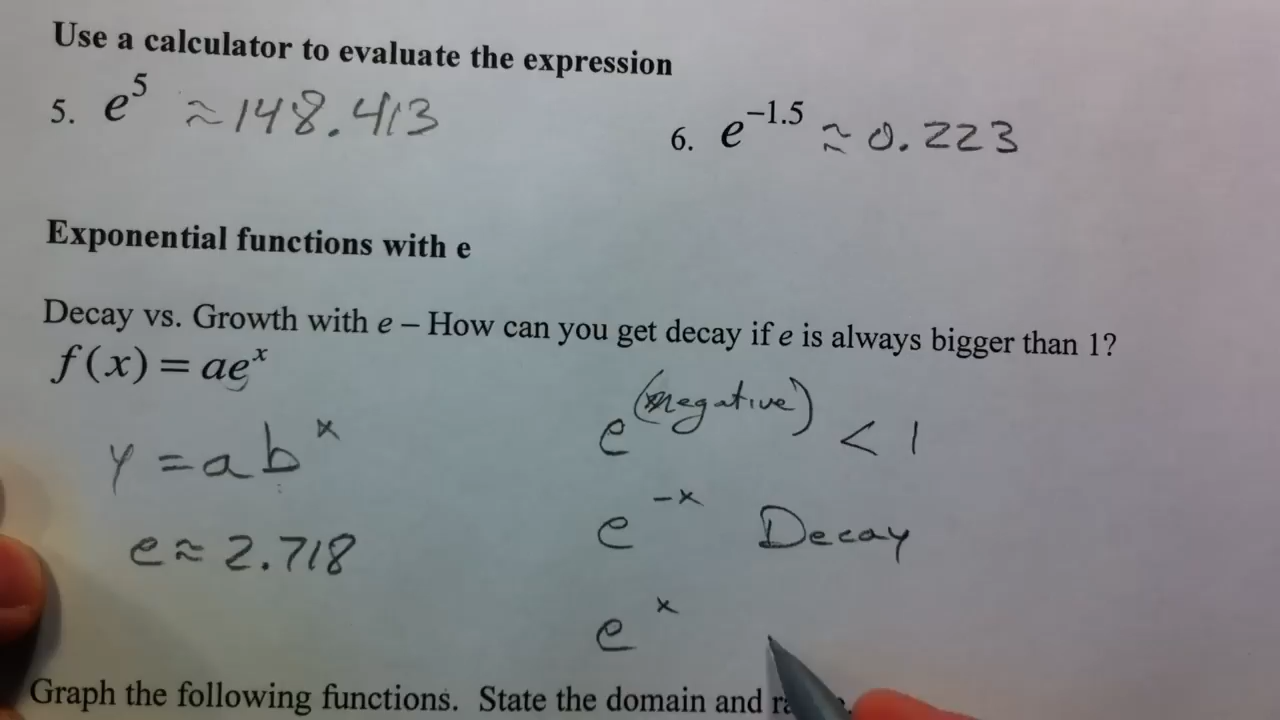 Use a calculator to evaluate the expression
5. e^5 ≈ 148.413
6. e^−1.5 ≈ 0.223
Exponential functions with e
Decay vs. Growth with e – How can you get decay if e is always bigger than 1?
f(x) = ae^x
y = ab^x
e ≈ 2.718
e^(negative) < 1
e^−x Decay
e^x
Graph the following functions. State the domain and